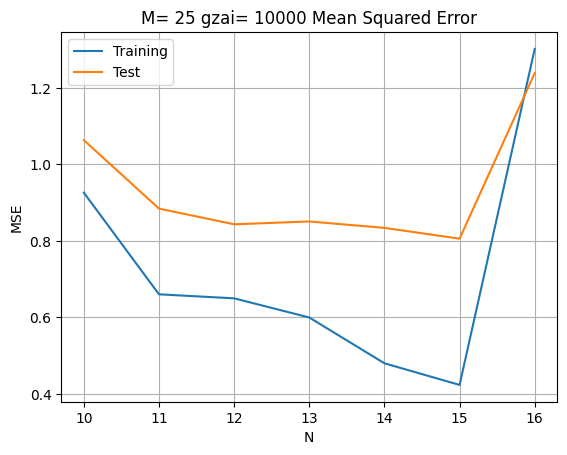 M= 25 gzai= 10000 Mean Squared Error
Training
Test
MSE
1.2
1.0
0.8
0.6
0.4
10 11 12 13 14 15 16
N